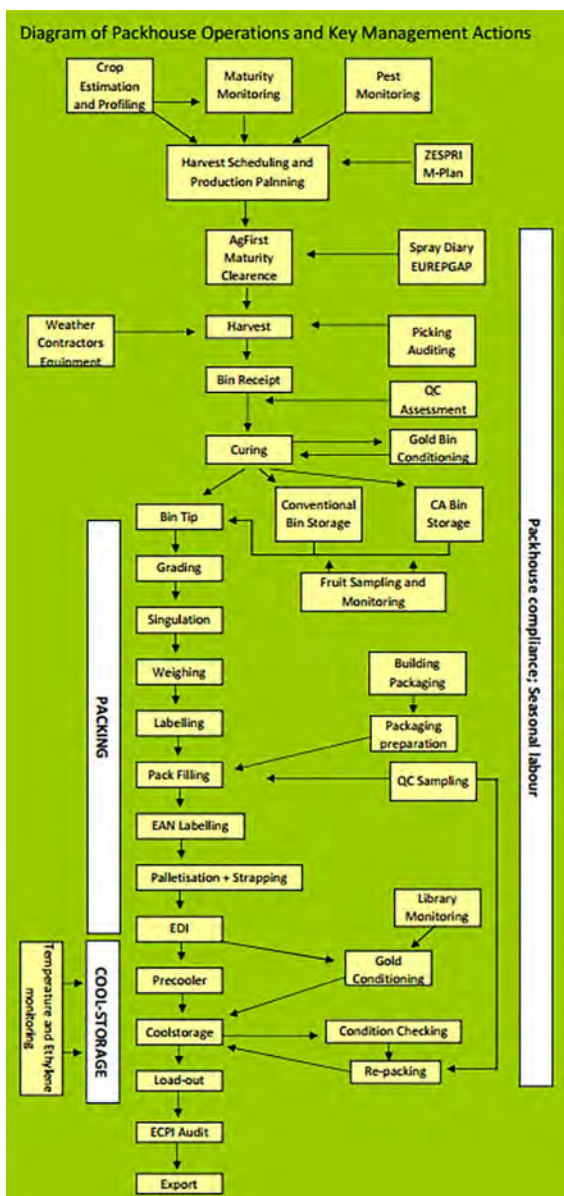 Diagram of Packhouse Operations and Key Management Actions
Crop
Estimation
and Profiling
Maturity
Monitoring
Pest
Monitoring
Harvest Scheduling and
Production Palnning
ZESPRI
M-Plan
AgFirst
Maturity
Clearence
Spray Diary
EUREPGAP
Weather
Contractors
Equipment
Harvest
Picking
Auditing
Bin Receipt
QC
Assessment
Curing
Gold Bin
Conditioning
Bin Tip
Conventional
Bin Storage
CA Bin
Storage
Grading
Fruit Sampling and
Monitoring
Singulation
Weighing
Building
Packaging
Labelling
Packaging
preparation
Pack Filling
QC Sampling
EAN Labelling
Palletisation + Strapping
Library
Monitoring
EDI
Gold
Conditioning
Precooler
Coolstorage
Condition Checking
Re-packing
Load-out
ECPI Audit
Export
PACKING
COOL-STORAGE
Temperature and Ethylene
monitoring
Packhouse compliance; Seasonal labour